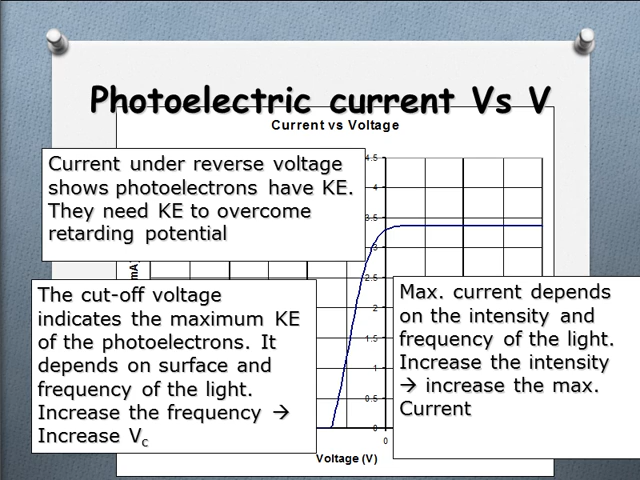 Photoelectric current Vs V
Current vs Voltage
Current under reverse voltage
shows photoelectrons have KE.
They need KE to overcome
retarding potential
4.5
4
3.5
3
2.5
2
1.5
1
0.5
0
0
mA)
The cut-off voltage
indicates the maximum KE
of the photoelectrons. It
depends on surface and
frequency of the light.
Increase the frequency →
Increase Vc
Max. current depends
on the intensity and
frequency of the light.
Increase the intensity
→ increase the max.
Current
Voltage (V)